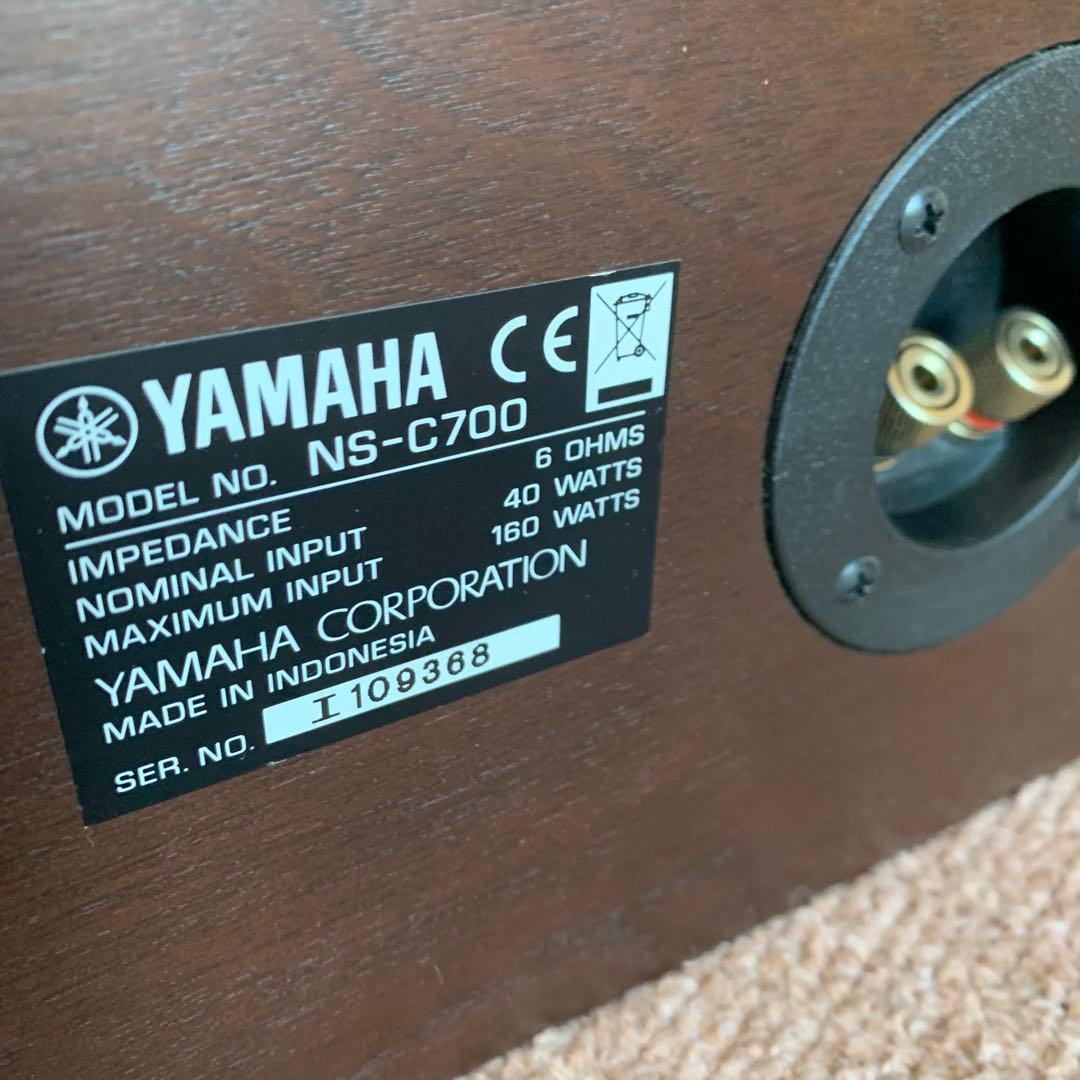 YAMAHA CE
MODEL NO. NS-C700
IMPEDANCE 6 OHMS
NOMINAL INPUT 40 WATTS
MAXIMUM INPUT 160 WATTS
YAMAHA CORPORATION
MADE IN INDONESIA
SER. NO. I109368